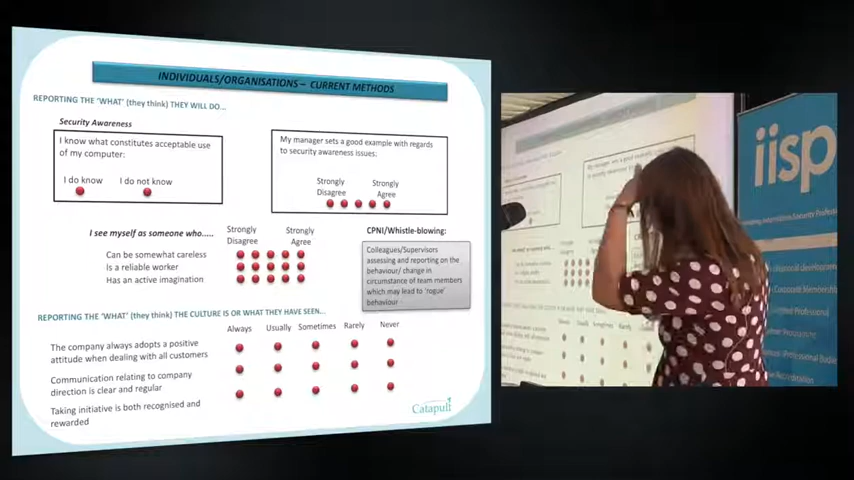 INDIVIDUALS/ORGANISATIONS – CURRENT METHODS
REPORTING THE 'WHAT' (they think) THEY WILL DO...
Security Awareness
I know what constitutes acceptable use
of my computer:
I do know
I do not know
My manager sets a good example with regards
to security awareness issues:
Strongly
Disagree
Strongly
Agree
I see myself as someone who.....
Strongly
Disagree
Strongly
Agree
Can be somewhat careless
Is a reliable worker
Has an active imagination
CPNI/Whistle-blowing:
Colleagues/Supervisors
assessing and reporting on the
behaviour/ change in
circumstance of team members
which may lead to 'rogue'
behaviour
REPORTING THE 'WHAT' (they think) THE CULTURE IS OR WHAT THEY HAVE SEEN...
Always
Usually
Sometimes
Rarely
Never
The company always adopts a positive
attitude when dealing with all customers
Communication relating to company
direction is clear and regular
Taking initiative is both recognised and
rewarded
Catapult
iisp